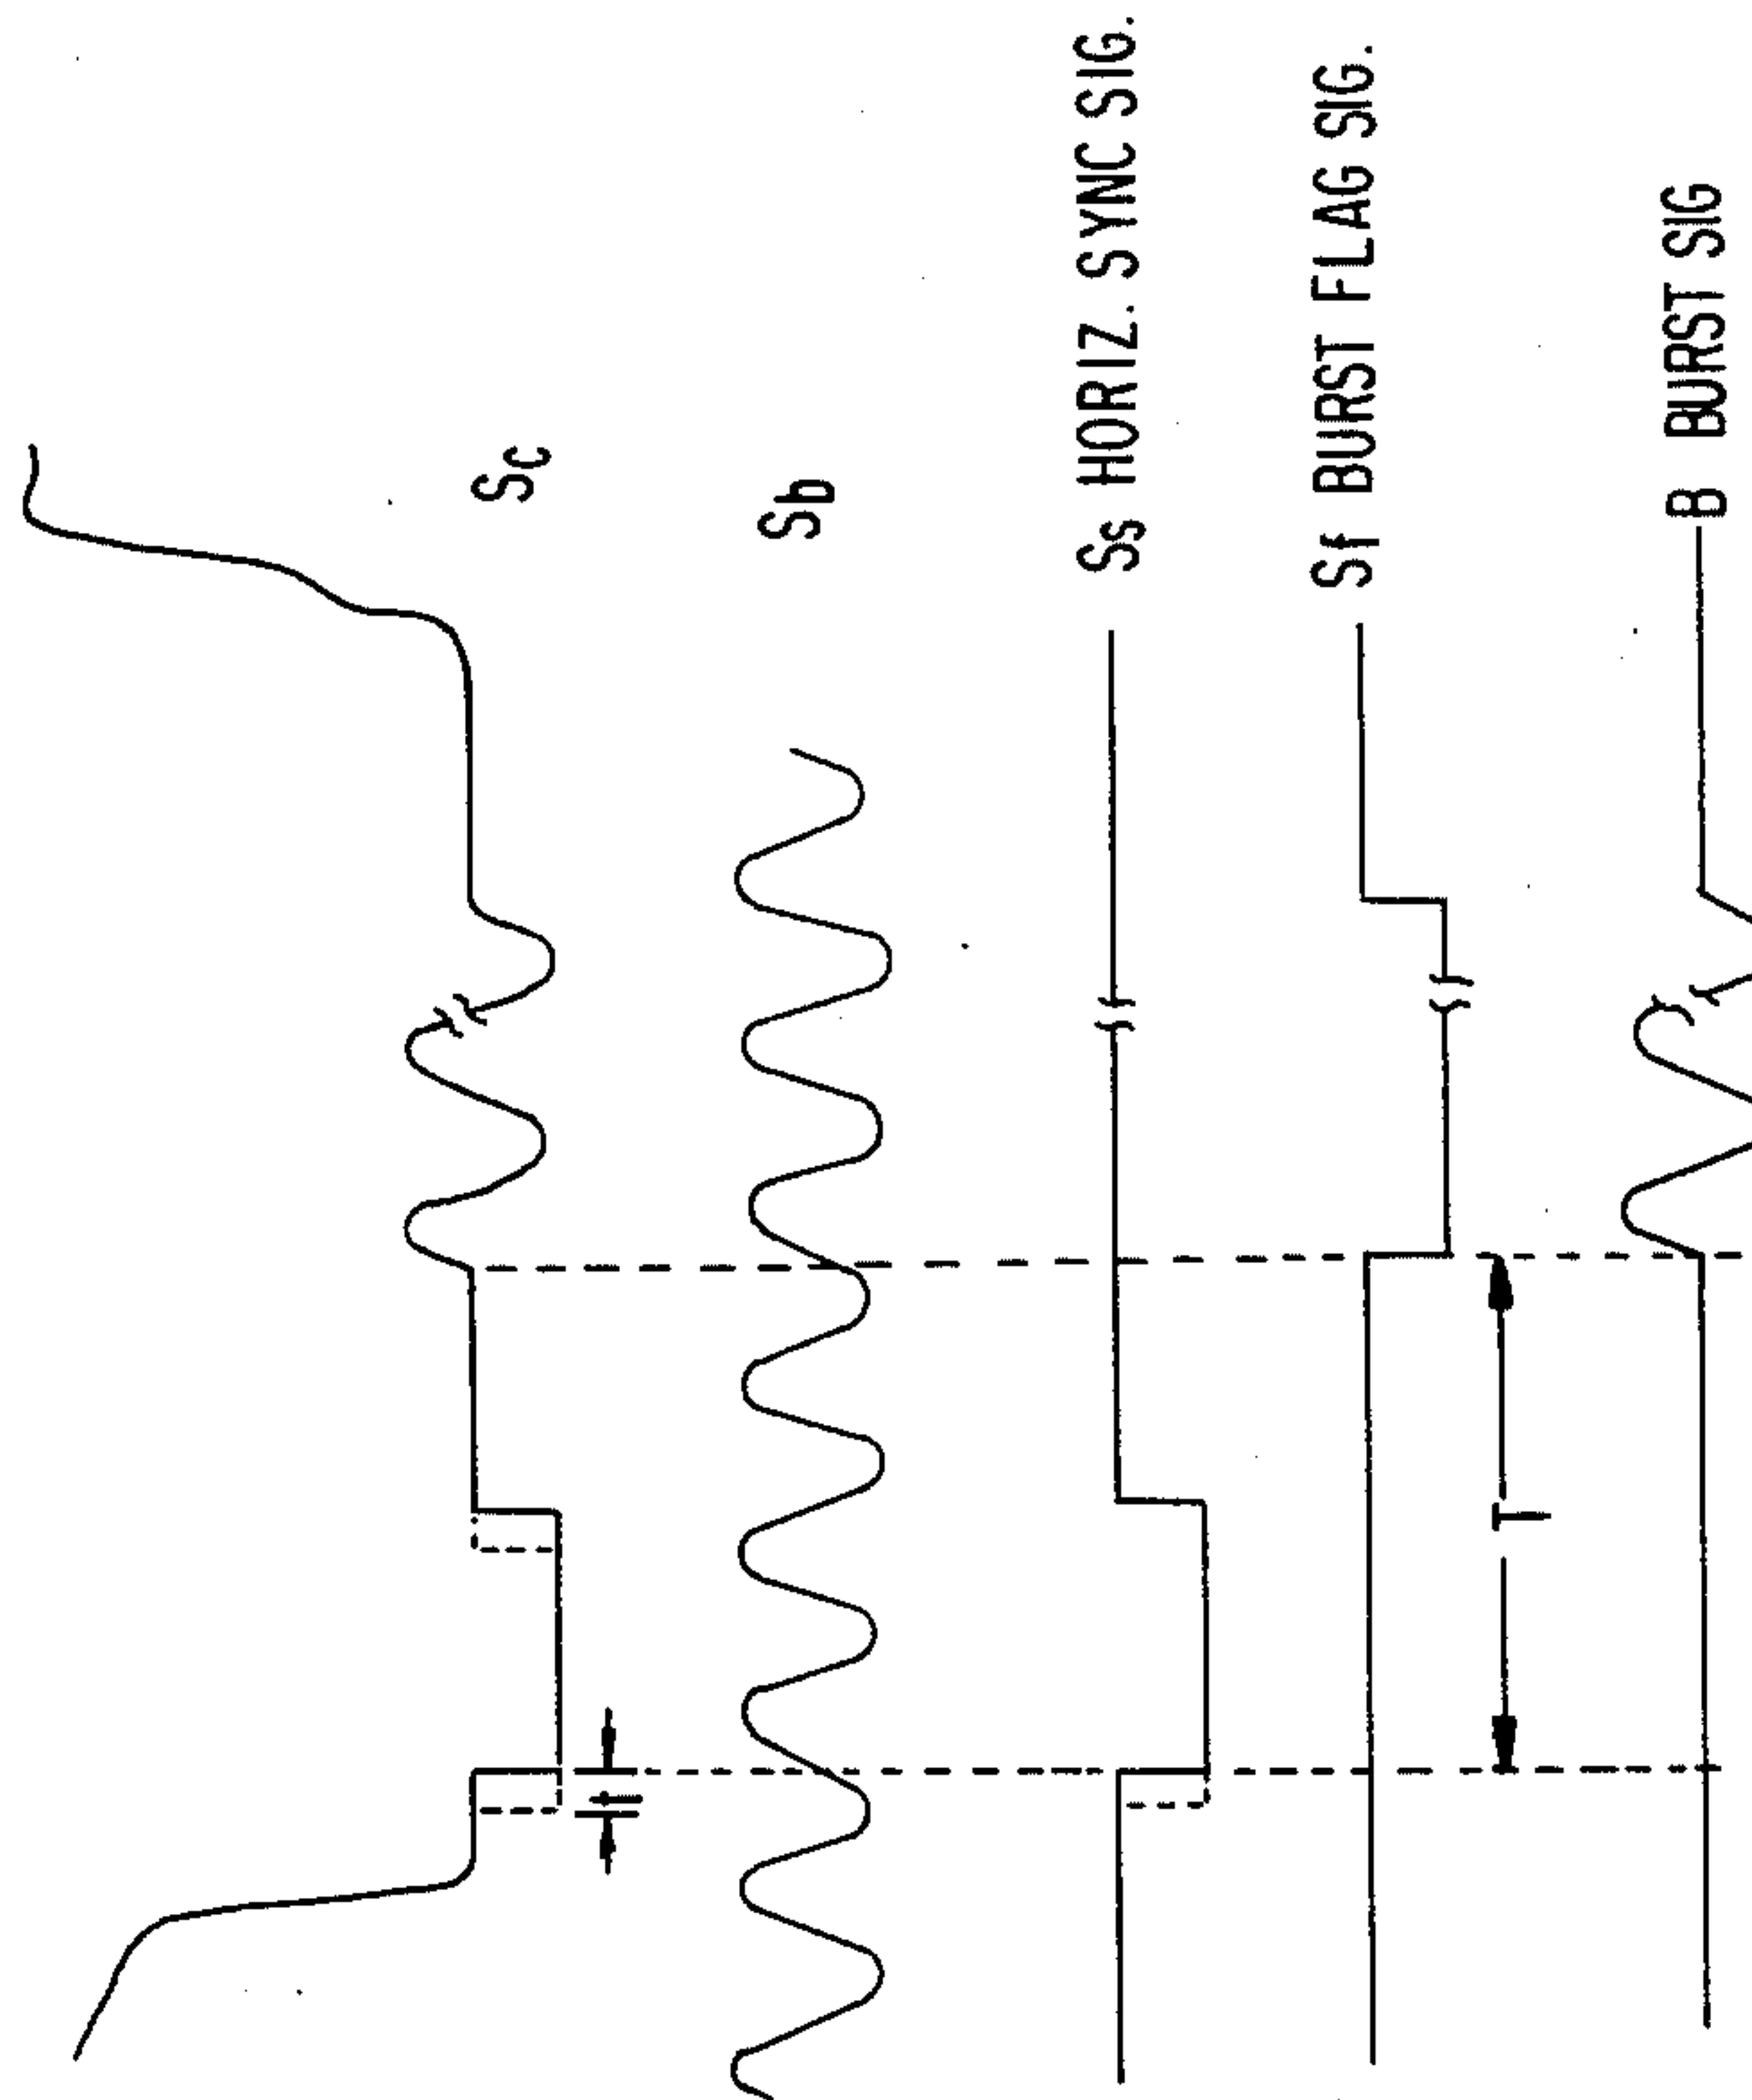 Sc
Sb
Ss HORIZ. SYNC SIG.
Sf BURST FLAG SIG.
B BURST SIG
t
T